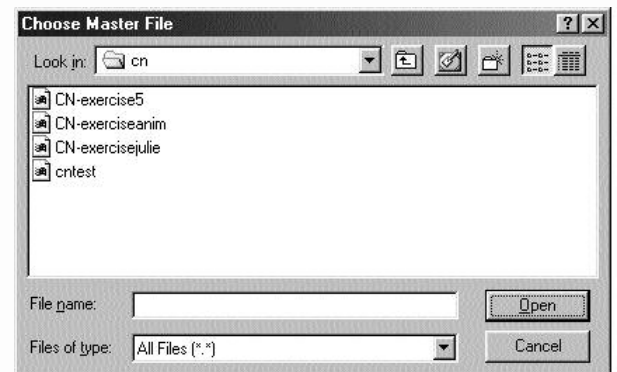 Choose Master File
Look in: cn
CN-exercise5
CN-exerciseanim
CN-exercisejulie
cntest
File name:
Open
Files of type: All Files (*.*)
Cancel